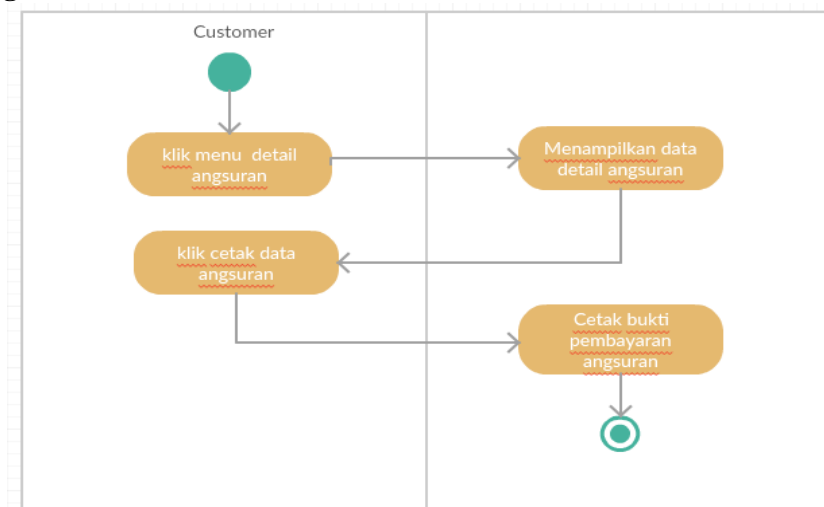 Customer
klik menu detail
angsuran
Menampilkan data
detail angsuran
klik cetak data
angsuran
Cetak bukti
pembayaran
angsuran